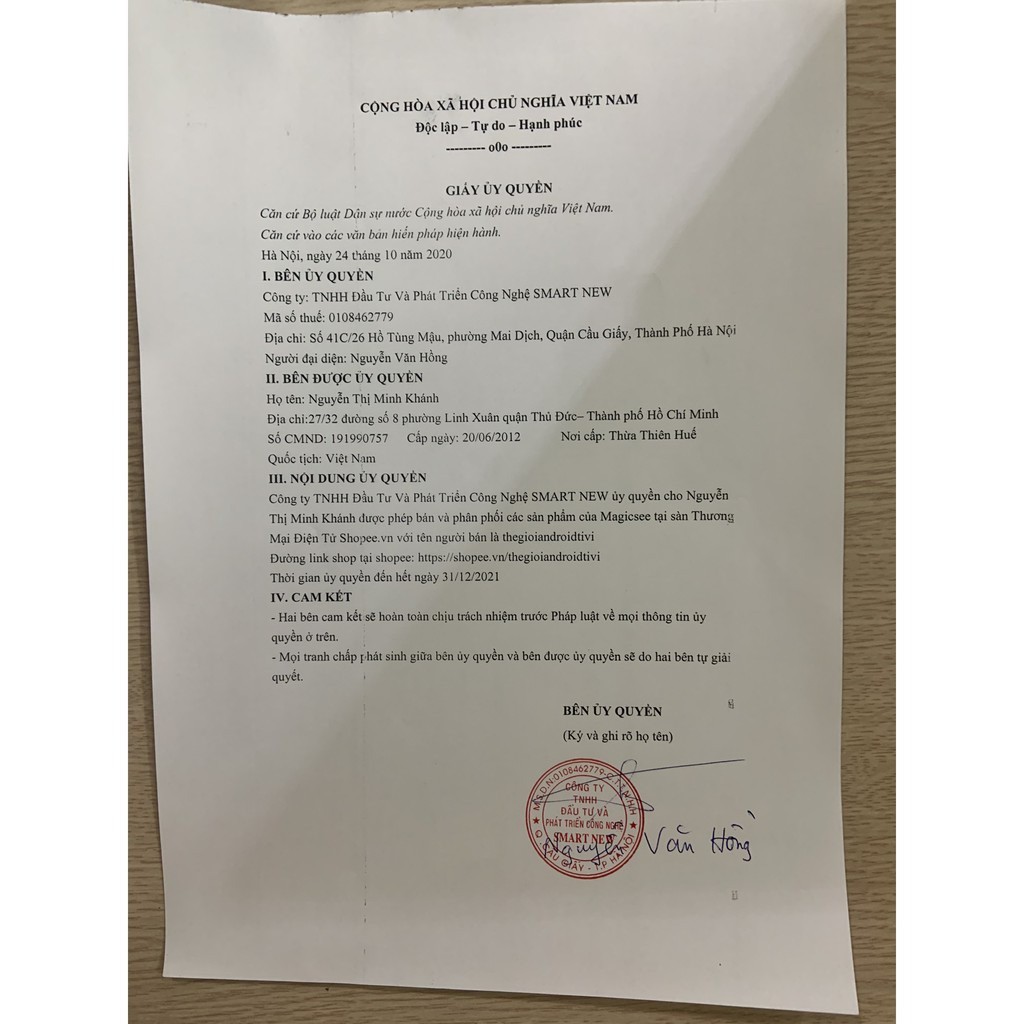 CỘNG HÒA XÃ HỘI CHỦ NGHĨA VIỆT NAM
Độc lập – Tự do – Hạnh phúc
--------- o0o ---------
GIẤY ỦY QUYỀN
Căn cứ Bộ luật Dân sự nước Cộng hòa xã hội chủ nghĩa Việt Nam.
Căn cứ vào các văn bản hiến pháp hiện hành.
Hà Nội, ngày 24 tháng 10 năm 2020
I. BÊN ỦY QUYỀN
Công ty: TNHH Đầu Tư Và Phát Triển Công Nghệ SMART NEW
Mã số thuế: 0108462779
Địa chỉ: Số 41C/26 Hồ Tùng Mậu, phường Mai Dịch, Quận Cầu Giấy, Thành Phố Hà Nội
Người đại diện: Nguyễn Văn Hồng
II. BÊN ĐƯỢC ỦY QUYỀN
Họ tên: Nguyễn Thị Minh Khánh
Địa chỉ:27/32 đường số 8 phường Linh Xuân quận Thủ Đức– Thành phố Hồ Chí Minh
Số CMND: 191990757 Cấp ngày: 20/06/2012 Nơi cấp: Thừa Thiên Huế
Quốc tịch: Việt Nam
III. NỘI DUNG ỦY QUYỀN
Công ty TNHH Đầu Tư Và Phát Triển Công Nghệ SMART NEW ủy quyền cho Nguyễn
Thị Minh Khánh được phép bán và phân phối các sản phẩm của Magicsee tại sàn Thương
Mại Điện Tử Shopee.vn với tên người bán là thegioiandroidtivi
Đường link shop tại shopee: https://shopee.vn/thegioiandroidtivi
Thời gian ủy quyền đến hết ngày 31/12/2021
IV. CAM KẾT
- Hai bên cam kết sẽ hoàn toàn chịu trách nhiệm trước Pháp luật về mọi thông tin ủy
quyền ở trên.
- Mọi tranh chấp phát sinh giữa bên ủy quyền và bên được ủy quyền sẽ do hai bên tự giải
quyết.
BÊN ỦY QUYỀN
(Ký và ghi rõ họ tên)
M.S.D.N:0108462779-C.T.T.N.H.H
CÔNG TY
TNHH
ĐẦU TƯ VÀ
PHÁT TRIỂN CÔNG NGHỆ
SMART NEW
Q. CẦU GIẤY - T.P HÀ NỘI
Nguyễn Văn Hồng